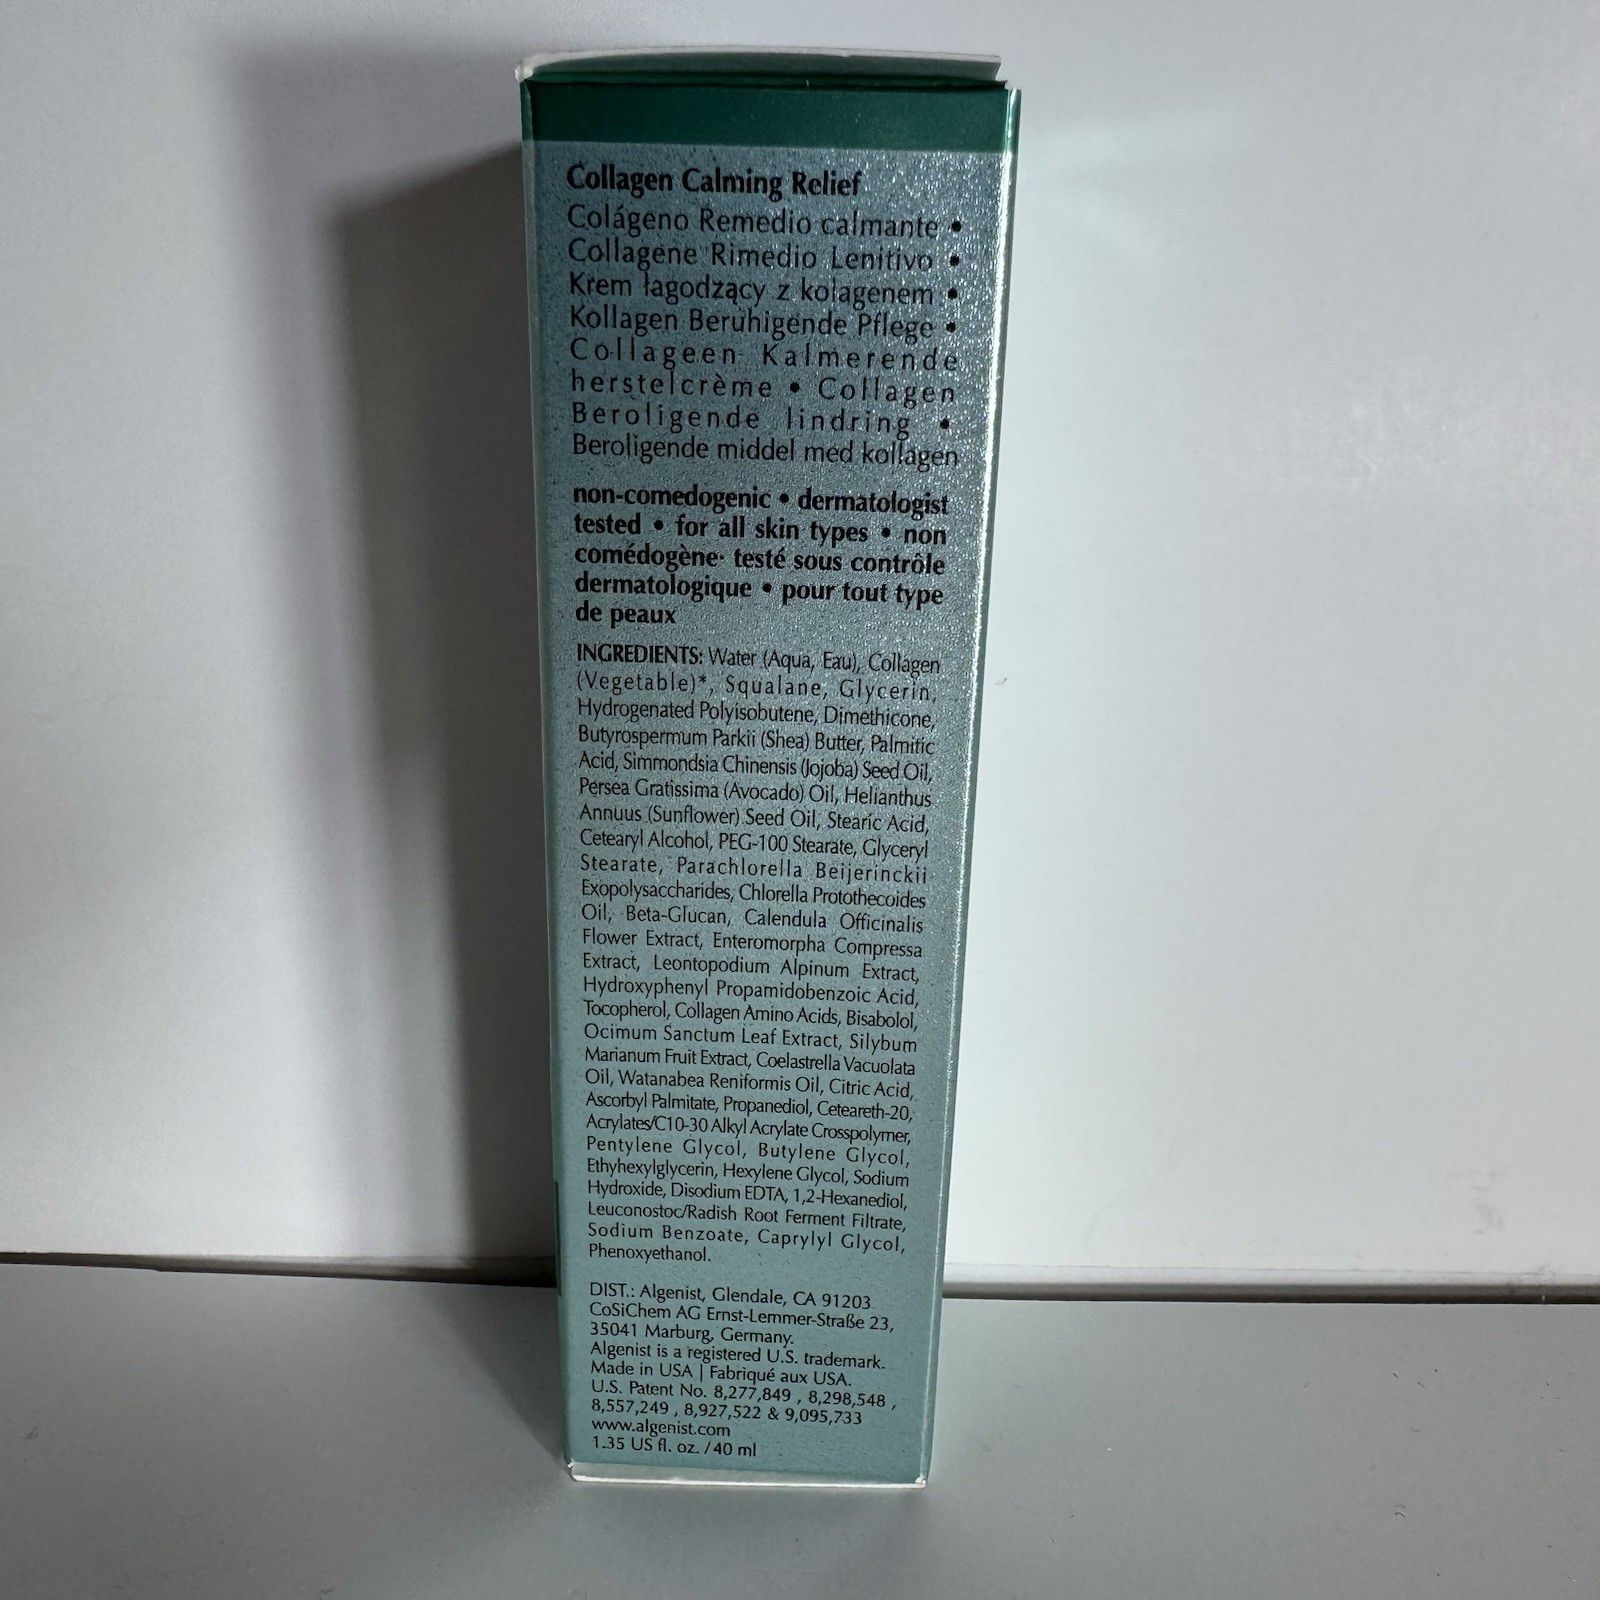 Collagen Calming Relief
Colágeno Remedio calmante •
Collagene Rimedio Lenitivo •
Krem łagodzący z kolagenem •
Kollagen Beruhigende Pflege •
Collageen Kalmerende
herstelcrème • Collagen
Beroligende lindring •
Beroligende middel med kollagen
non-comedogenic • dermatologist
tested • for all skin types • non
comédogène· testé sous contrôle
dermatologique • pour tout type
de peaux
INGREDIENTS: Water (Aqua, Eau), Collagen
(Vegetable)*, Squalane, Glycerin,
Hydrogenated Polyisobutene, Dimethicone,
Butyrospermum Parkii (Shea) Butter, Palmitic
Acid, Simmondsia Chinensis (Jojoba) Seed Oil,
Persea Gratissima (Avocado) Oil, Helianthus
Annuus (Sunflower) Seed Oil, Stearic Acid,
Cetearyl Alcohol, PEG-100 Stearate, Glyceryl
Stearate, Parachlorella Beijerinckii
Exopolysaccharides, Chlorella Protothecoides
Oil, Beta-Glucan, Calendula Officinalis
Flower Extract, Enteromorpha Compressa
Extract, Leontopodium Alpinum Extract,
Hydroxyphenyl Propamidobenzoic Acid,
Tocopherol, Collagen Amino Acids, Bisabolol,
Ocimum Sanctum Leaf Extract, Silybum
Marianum Fruit Extract, Coelastrella Vacuolata
Oil, Watanabea Reniformis Oil, Citric Acid,
Ascorbyl Palmitate, Propanediol, Ceteareth-20,
Acrylates/C10-30 Alkyl Acrylate Crosspolymer,
Pentylene Glycol, Butylene Glycol,
Ethyhexylglycerin, Hexylene Glycol, Sodium
Hydroxide, Disodium EDTA, 1,2-Hexanediol,
Leuconostoc/Radish Root Ferment Filtrate,
Sodium Benzoate, Caprylyl Glycol,
Phenoxyethanol.
DIST.: Algenist, Glendale, CA 91203
CoSiChem AG Ernst-Lemmer-Straße 23,
35041 Marburg, Germany.
Algenist is a registered U.S. trademark.
Made in USA | Fabriqué aux USA.
U.S. Patent No. 8,277,849 , 8,298,548 ,
8,557,249 , 8,927,522 & 9,095,733
www.algenist.com
1.35 US fl. oz. / 40 ml